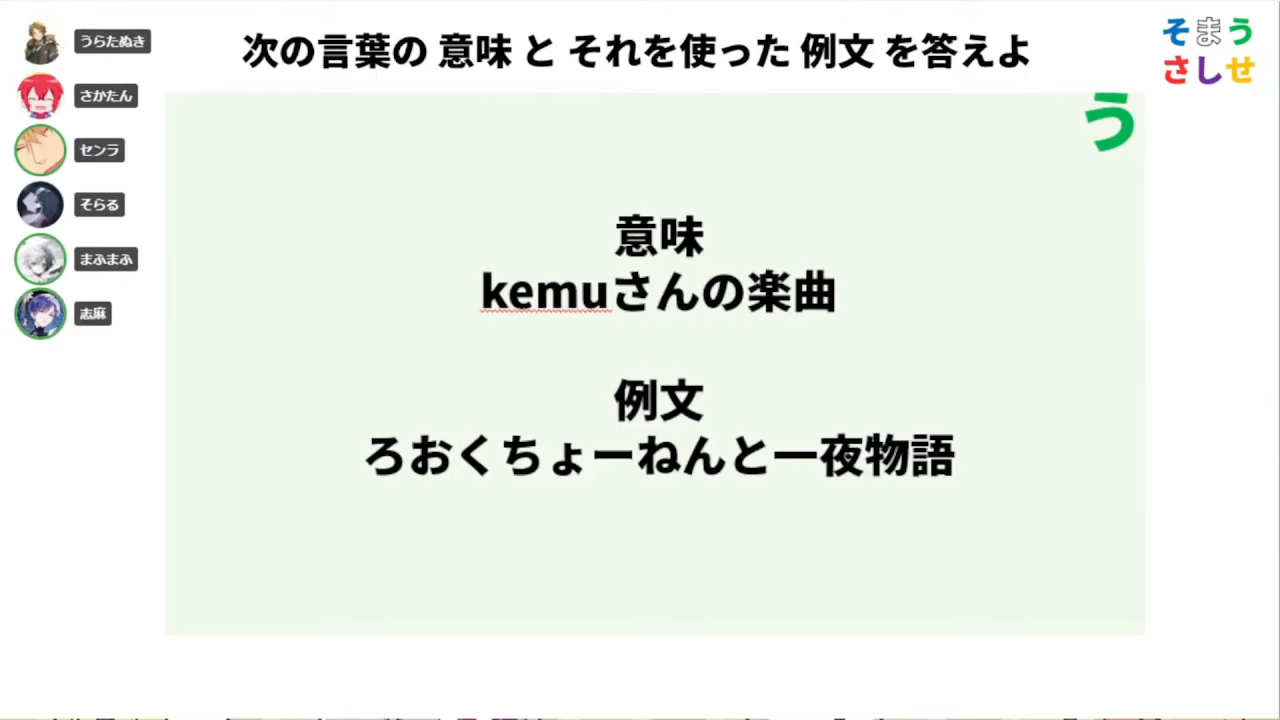 うらたぬき
さかたん
センラ
そらる
まふまふ
志麻
次の言葉の 意味 と それを使った 例文 を答えよ
そまう
さしせ
う
意味
kemuさんの楽曲
例文
ろおくちょーねんと一夜物語